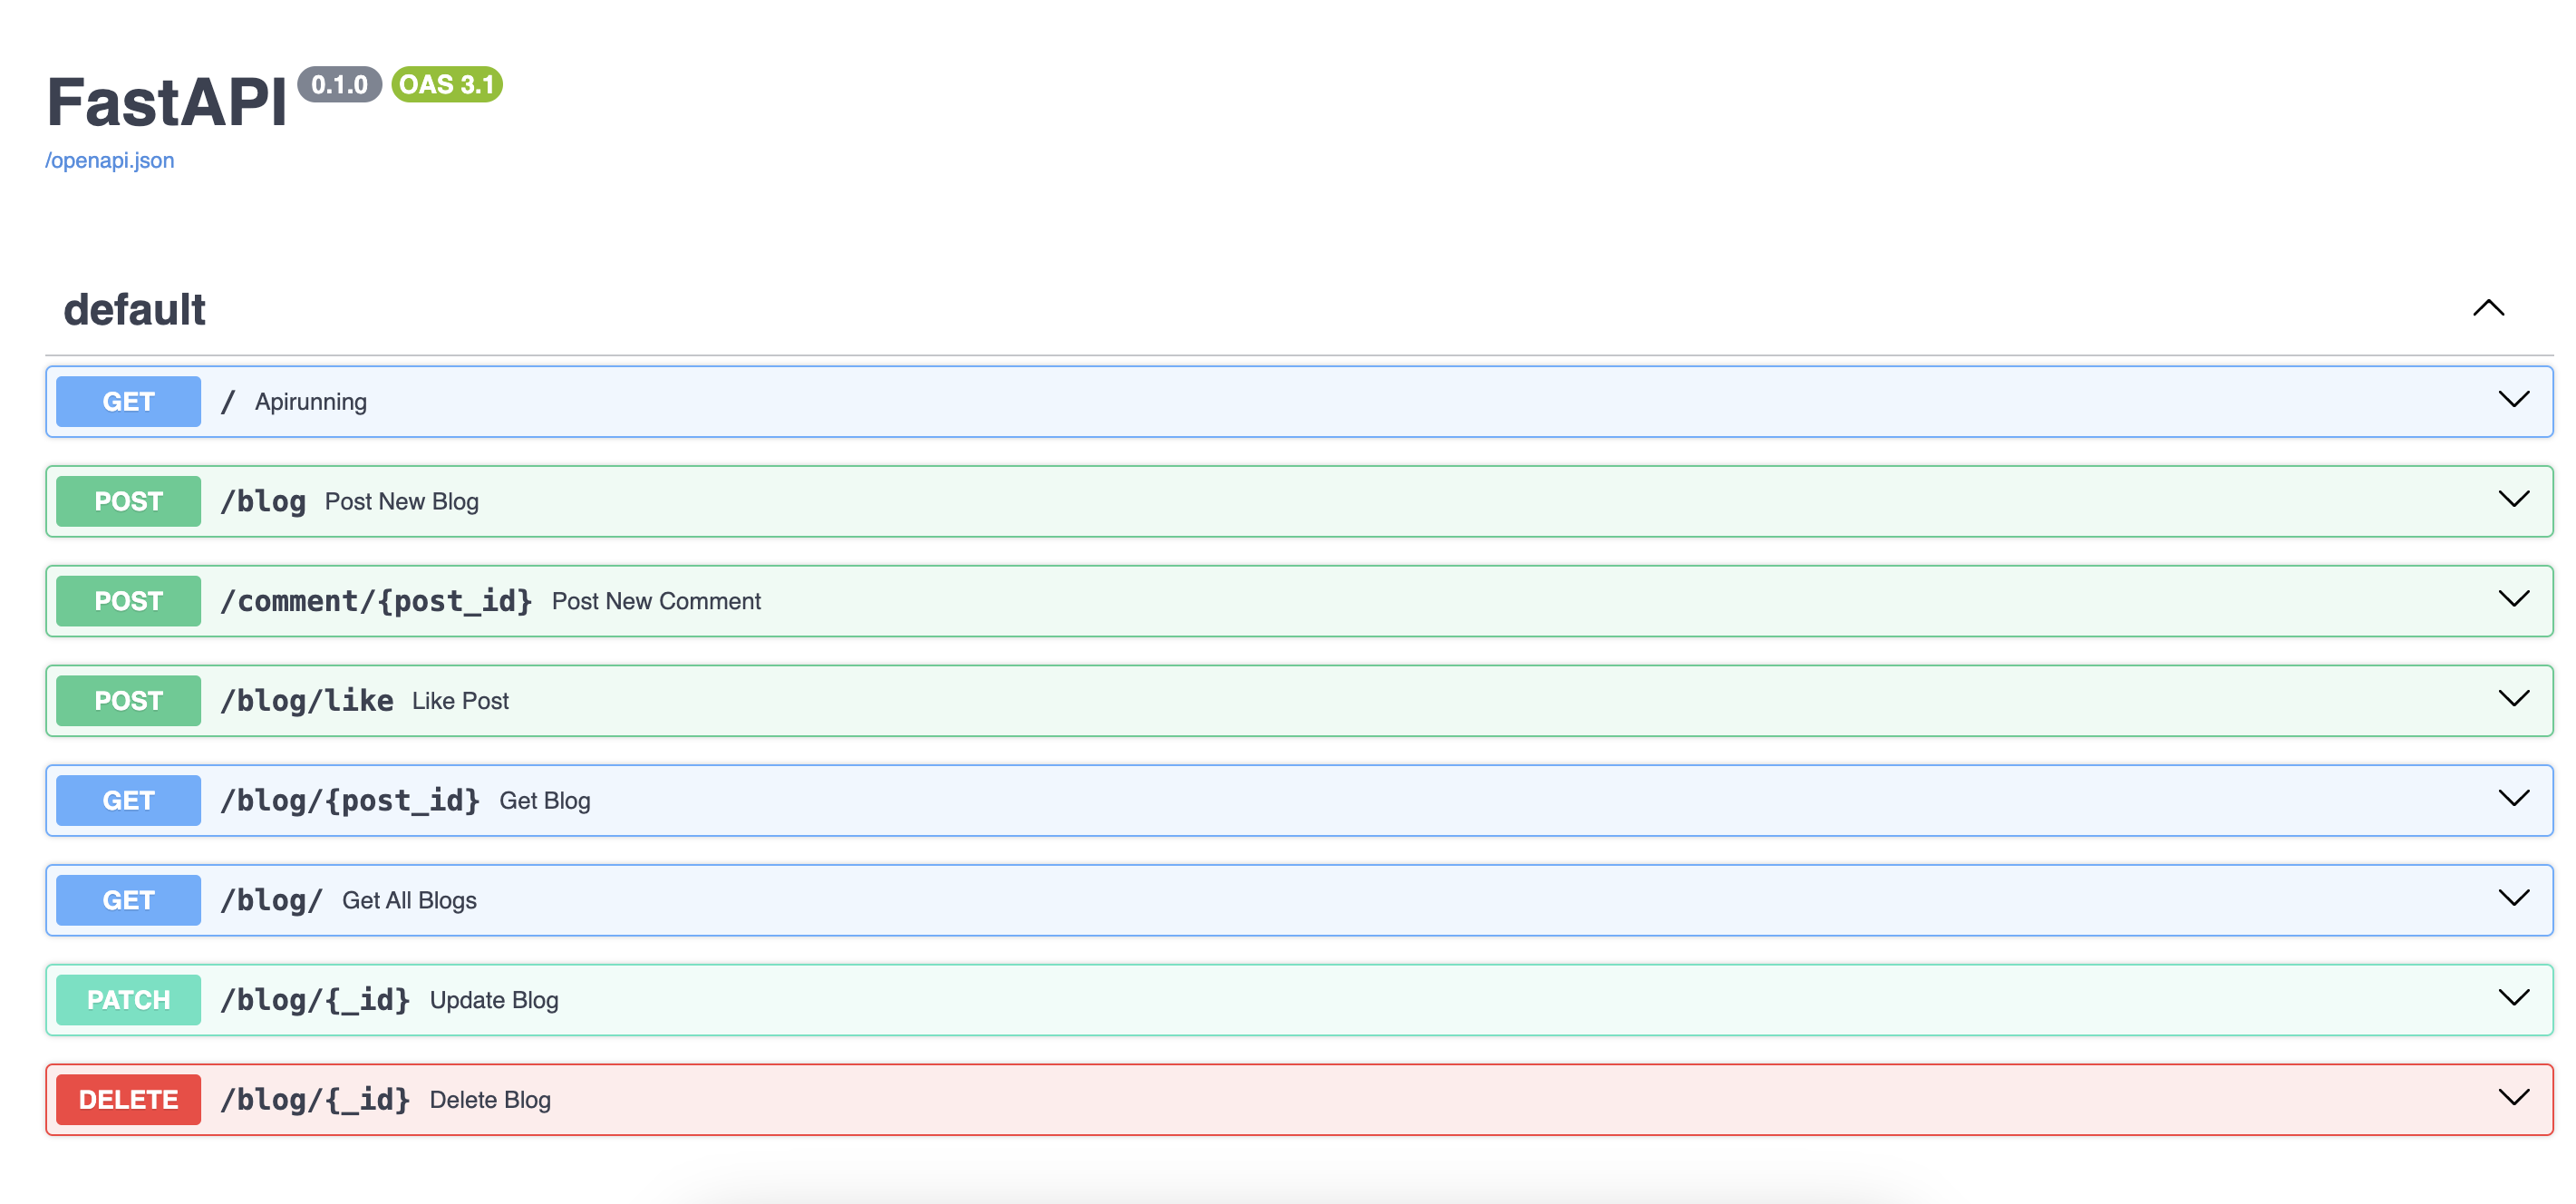 FastAPI 0.1.0 OAS 3.1
/openapi.json
default
GET / Apirunning
POST /blog Post New Blog
POST /comment/{post_id} Post New Comment
POST /blog/like Like Post
GET /blog/{post_id} Get Blog
GET /blog/ Get All Blogs
PATCH /blog/{_id} Update Blog
DELETE /blog/{_id} Delete Blog